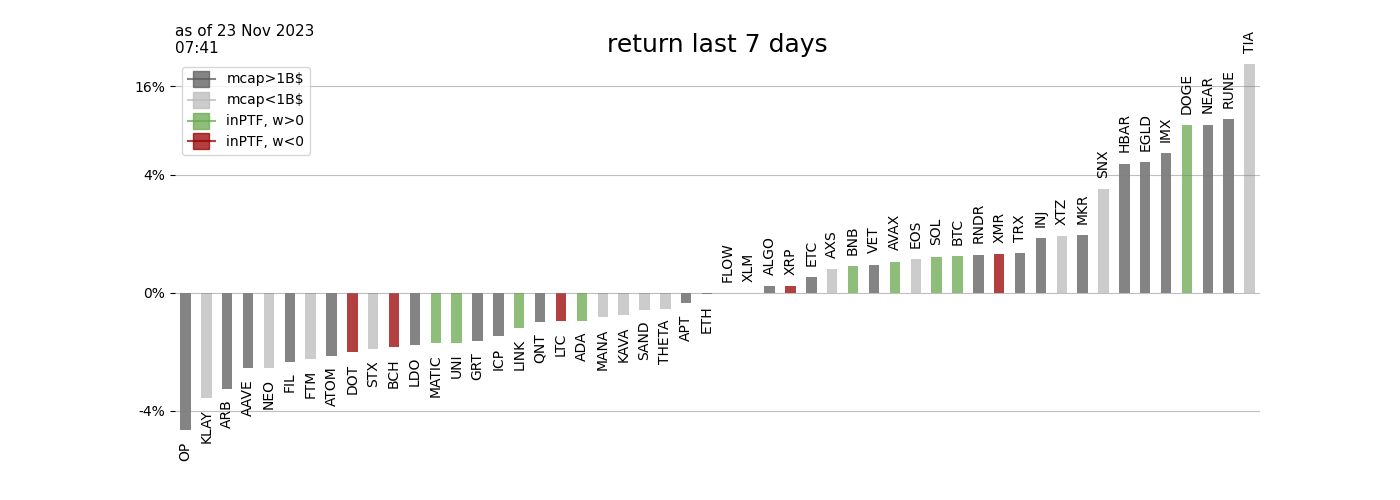 as of 23 Nov 2023
07:41
return last 7 days
mcap>1B$
mcap<1B$
inPTF, w>0
inPTF, w<0
16%
4%
0%
-4%
OP
KLAY
ARB
AAVE
NEO
FIL
FTM
ATOM
DOT
STX
BCH
LDO
MATIC
UNI
GRT
ICP
LINK
QNT
LTC
ADA
MANA
KAVA
SAND
THETA
APT
ETH
FLOW
XLM
ALGO
XRP
ETC
AXS
BNB
VET
AVAX
EOS
SOL
BTC
RNDR
XMR
TRX
INJ
XTZ
MKR
SNX
HBAR
EGLD
IMX
DOGE
NEAR
RUNE
TIA